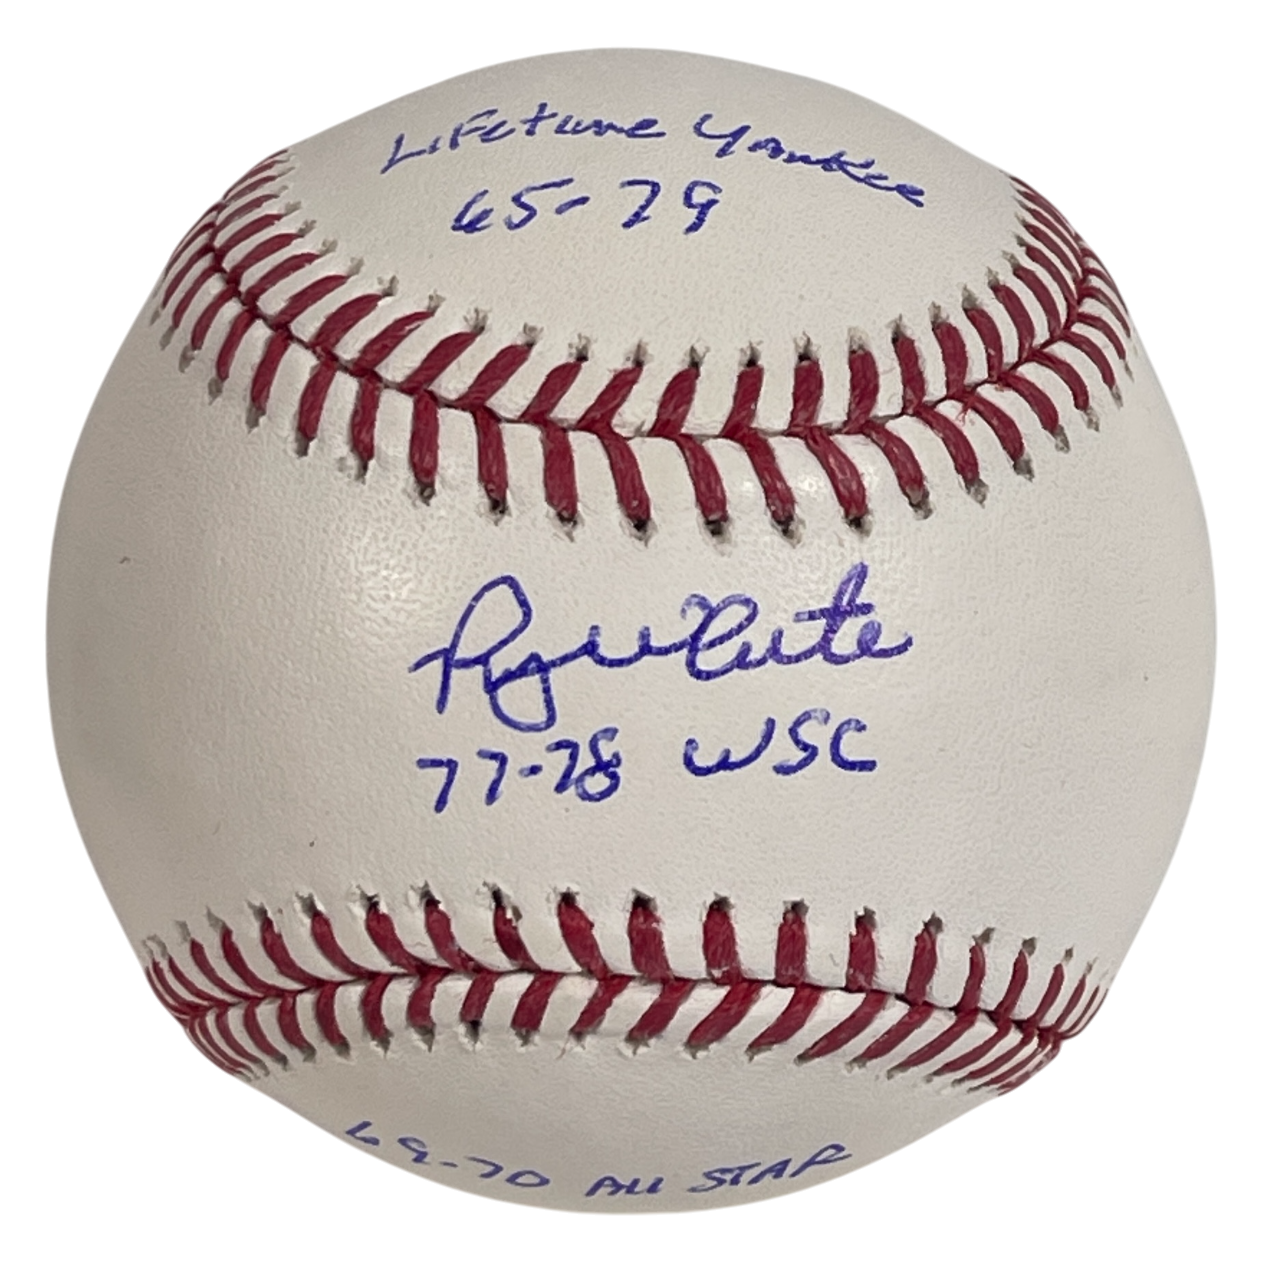 Lifetime Yankee
65-79
Roy White
77-78 WSC
69-70 All STAR